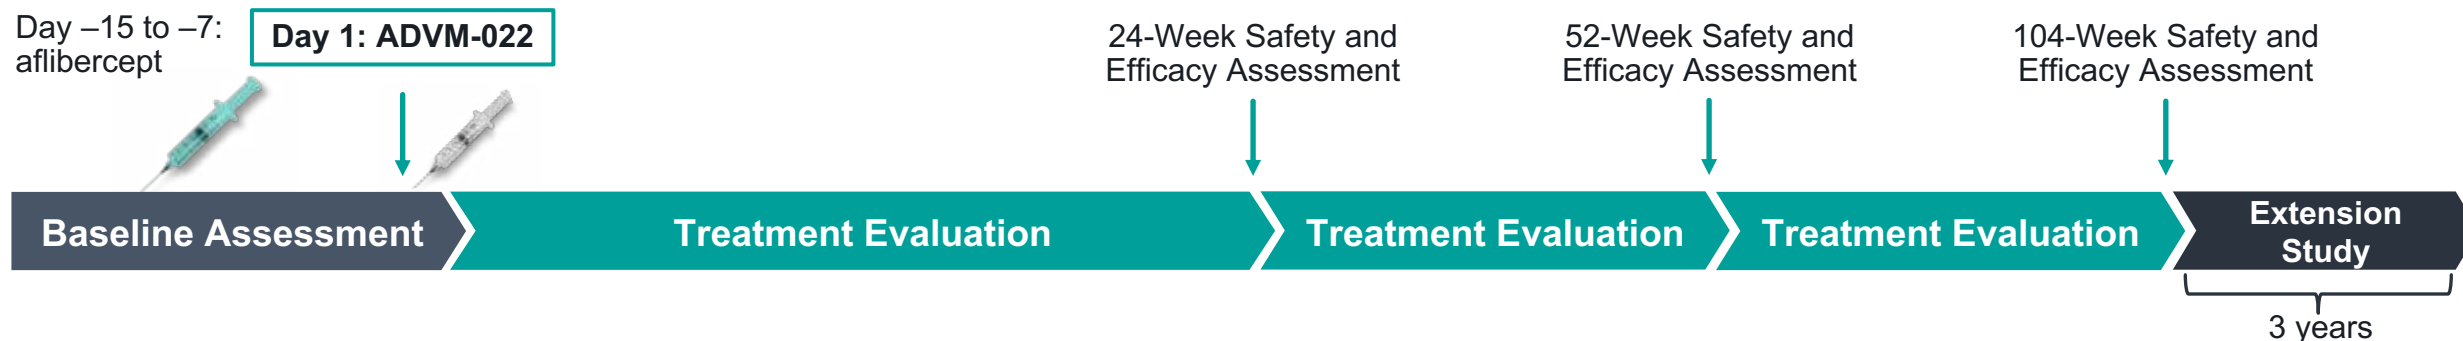 Day –15 to –7:
aflibercept
Day 1: ADVM-022
24-Week Safety and
Efficacy Assessment
52-Week Safety and
Efficacy Assessment
104-Week Safety and
Efficacy Assessment
Baseline Assessment
Treatment Evaluation
Treatment Evaluation
Treatment Evaluation
Extension
Study
3 years